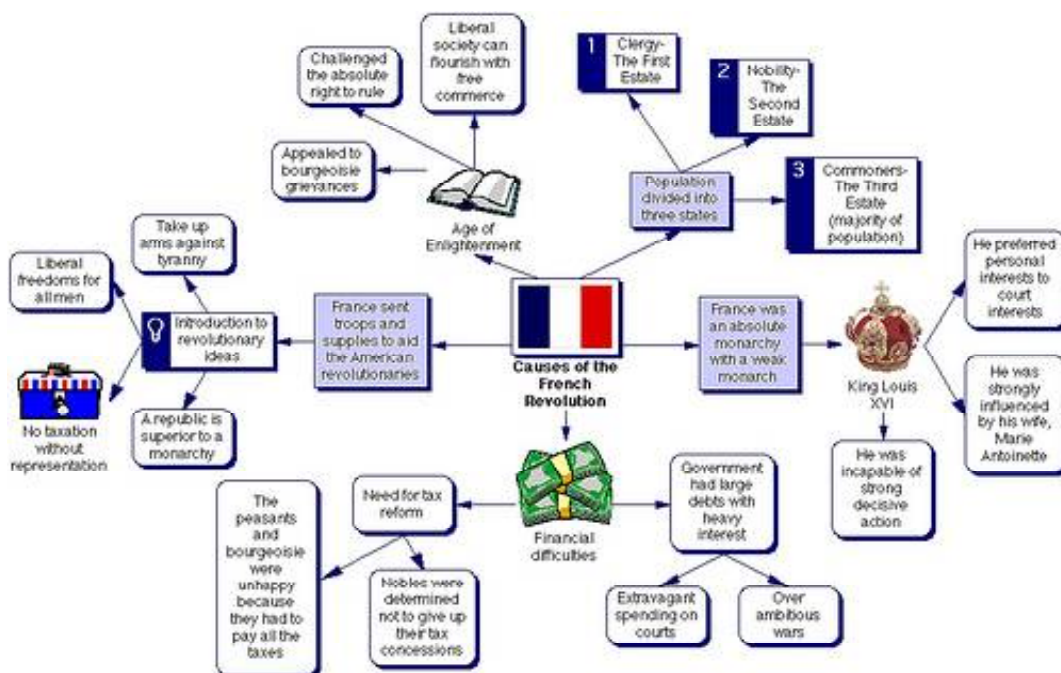 Liberal
society can
flourish with
free
commerce
Challenged
the absolute
right to rule
Appealed to
bourgeoisie
grievances
Age of
Enlightenment
1
Clergy-
The First
Estate
2
Nobility-
The
Second
Estate
3
Commoners-
The Third
Estate
(majority of
population)
Population
divided into
three states
Take up
arms against
tyranny
Liberal
freedoms for
all men
Introduction to
revolutionary
ideas
No taxation
without
representation
A republic is
superior to a
monarchy
France sent
troops and
supplies to aid
the American
revolutionaries
Causes of the
French
Revolution
France was
an absolute
monarchy
with a weak
monarch
King Louis
XVI
He preferred
personal
interests to
court
interests
He was
strongly
influenced
by his wife,
Marie
Antoinette
He was
incapable of
strong
decisive
action
Financial
difficulties
Need for tax
reform
The
peasants
and
bourgeoisie
were
unhappy
because
they had to
pay all the
taxes
Nobles were
determined
not to give up
their tax
concessions
Government
had large
debts with
heavy
interest
Extravagant
spending on
courts
Over
ambitious
wars